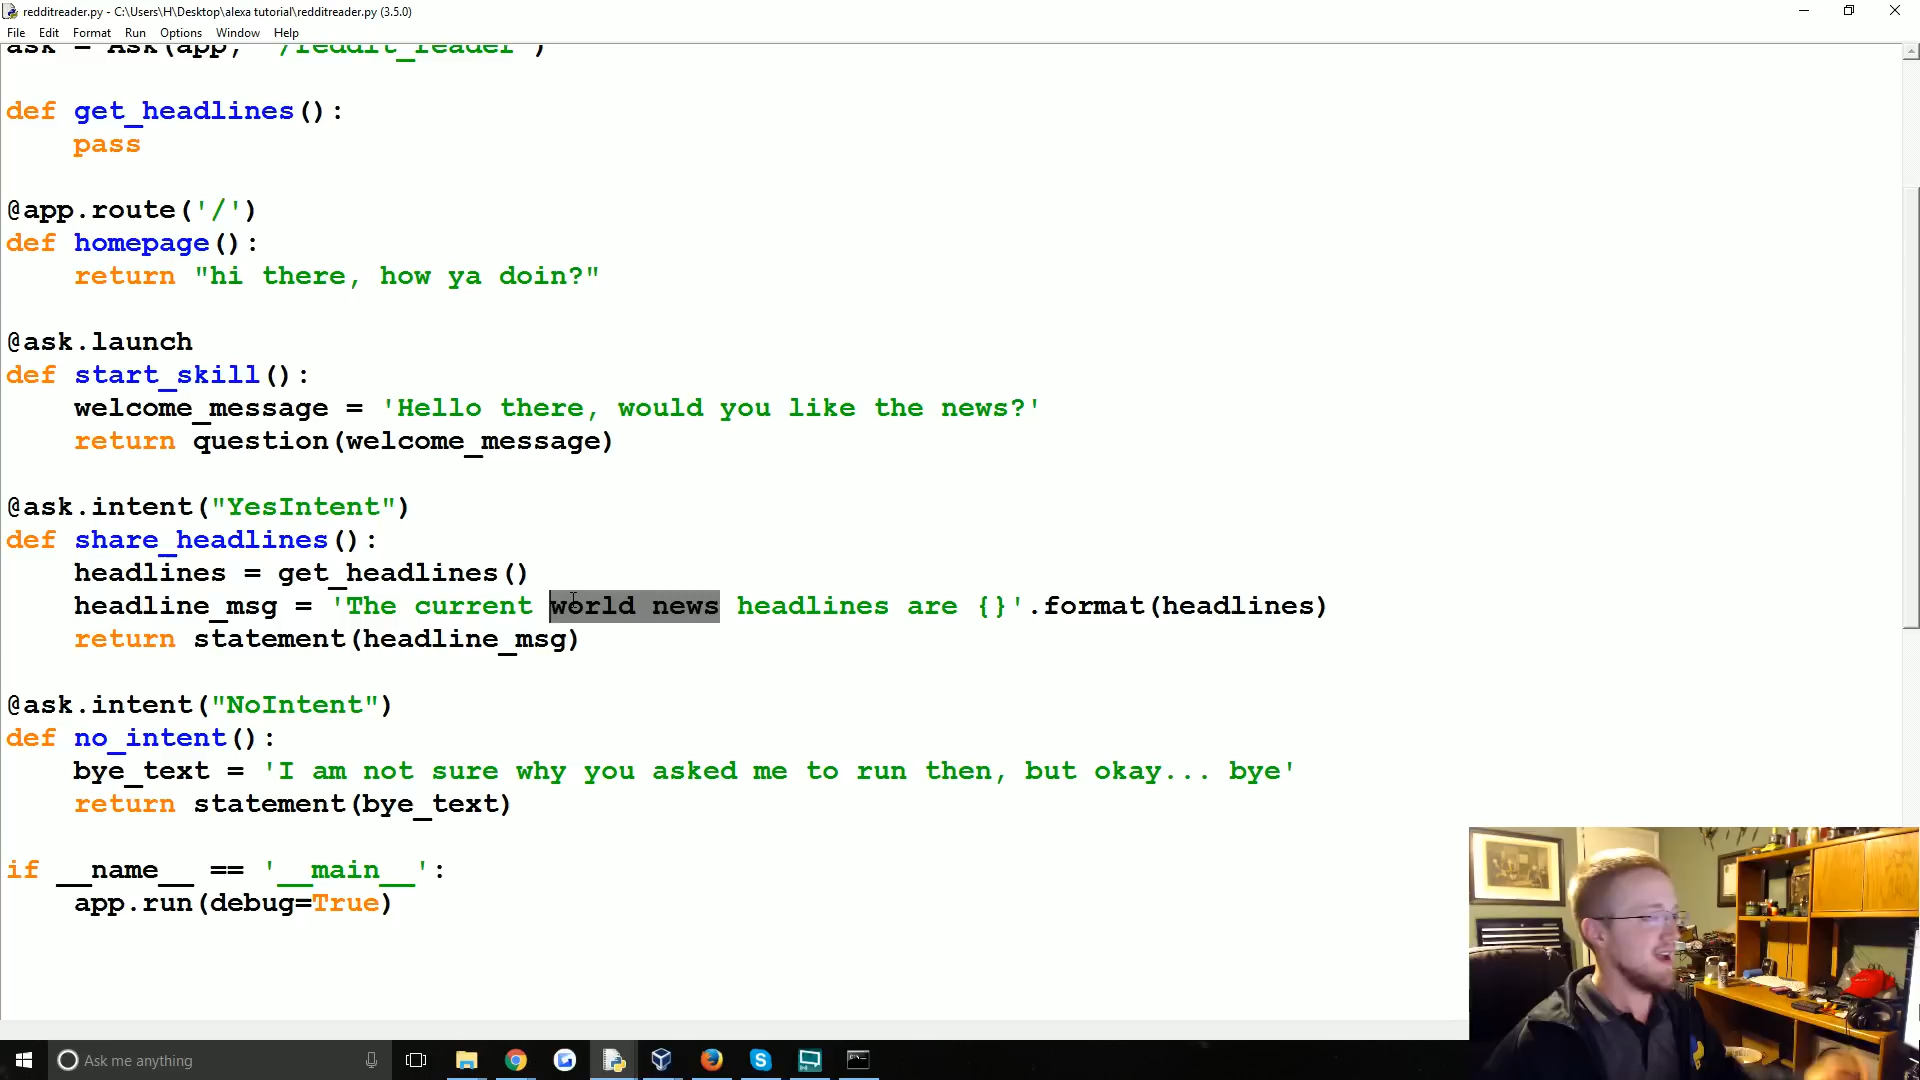 redditreader.py - C:\Users\H\Desktop\alexa tutorial\redditreader.py (3.5.0)
File Edit Format Run Options Window Help
ask = Ask(app, "/reddit_reader")
def get_headlines():
    pass
@app.route('/')
def homepage():
    return "hi there, how ya doin?"
@ask.launch
def start_skill():
    welcome_message = 'Hello there, would you like the news?'
    return question(welcome_message)
@ask.intent("YesIntent")
def share_headlines():
    headlines = get_headlines()
    headline_msg = 'The current world news headlines are {}'.format(headlines)
    return statement(headline_msg)
@ask.intent("NoIntent")
def no_intent():
    bye_text = 'I am not sure why you asked me to run then, but okay... bye'
    return statement(bye_text)
if __name__ == '__main__':
    app.run(debug=True)
Ask me anything